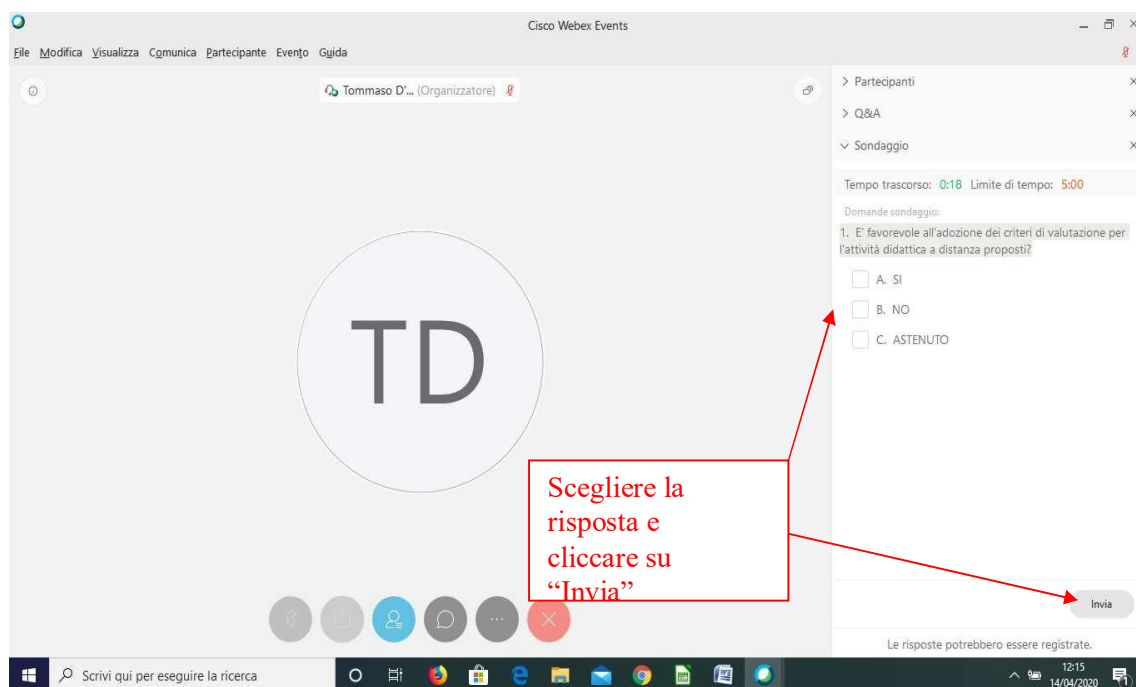 Cisco Webex Events
File Modifica Visualizza Comunica Partecipante Evento Guida
Tommaso D'... (Organizzatore)
Partecipanti
Q&A
Sondaggio
Tempo trascorso: 0:18 Limite di tempo: 5:00
Domande sondaggio:
1. E' favorevole all'adozione dei criteri di valutazione per
l'attività didattica a distanza proposti?
A. SI
B. NO
C. ASTENUTO
TD
Scegliere la
risposta e
cliccare su
“Invia”
Invia
Le risposte potrebbero essere registrate.
Scrivi qui per eseguire la ricerca
12:15
14/04/2020